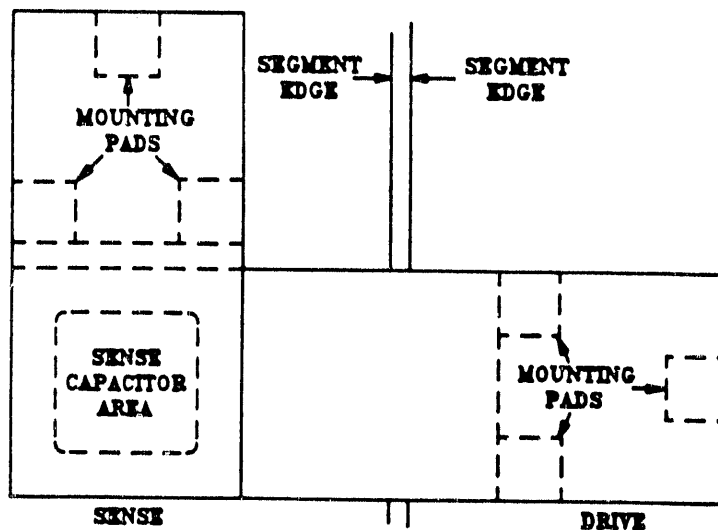 SEGMENT
EDGE
SEGMENT
EDGE
MOUNTING
PADS
SENSE
CAPACITOR
AREA
MOUNTING
PADS
SENSE
DRIVE